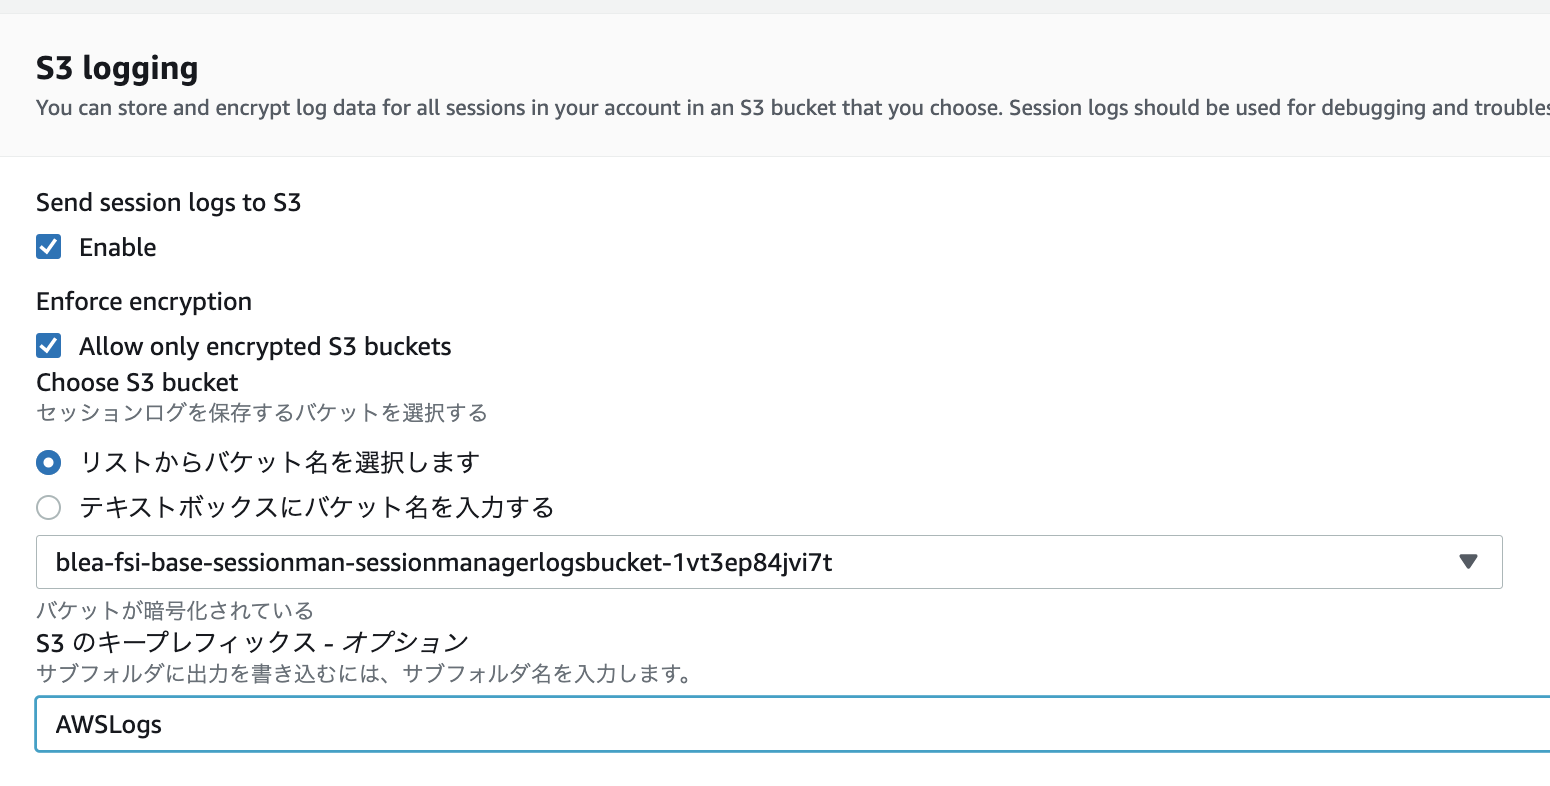 S3 logging
You can store and encrypt log data for all sessions in your account in an S3 bucket that you choose. Session logs should be used for debugging and troubles
Send session logs to S3
Enable
Enforce encryption
Allow only encrypted S3 buckets
Choose S3 bucket
セッションログを保存するバケットを選択する
リストからバケット名を選択します
テキストボックスにバケット名を入力する
blea-fsi-base-sessionman-sessionmanagerlogsbucket-1vt3ep84jvi7t
バケットが暗号化されている
S3 のキープレフィックス - オプション
サブフォルダに出力を書き込むには、サブフォルダ名を入力します。
AWSLogs